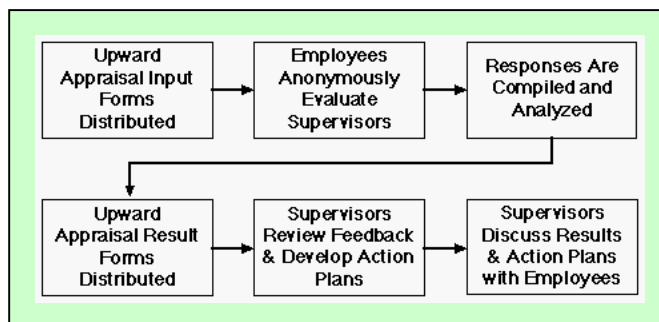 Upward
Appraisal Input
Forms
Distributed
Employees
Anonymously
Evaluate
Supervisors
Responses Are
Compiled and
Analyzed
Upward
Appraisal Result
Forms
Distributed
Supervisors
Review Feedback
& Develop Action
Plans
Supervisors
Discuss Results
& Action Plans
with Employees